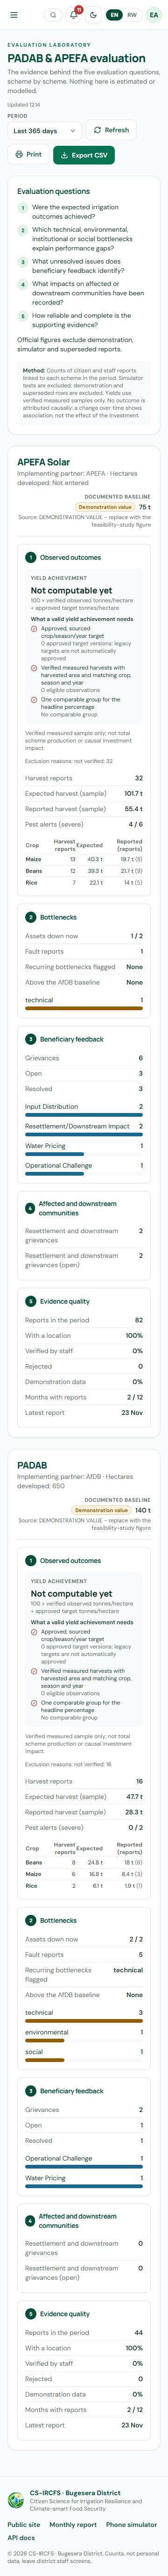 11
EN
RW
EA
EVALUATION LABORATORY
PADAB & APEFA evaluation
The evidence behind the five evaluation questions,
scheme by scheme. Nothing here is estimated or
modelled.
Updated 12:14
PERIOD
Last 365 days
Refresh
Print
Export CSV
Evaluation questions
1 Were the expected irrigation
outcomes achieved?
2 Which technical, environmental,
institutional or social bottlenecks
explain performance gaps?
3 What unresolved issues does
beneficiary feedback identify?
4 What impacts on affected or
downstream communities have been
recorded?
5 How reliable and complete is the
supporting evidence?
Official figures exclude demonstration,
simulator and superseded reports.
Method: Counts of citizen and staff reports
linked to each scheme in the period. Simulator
tests are excluded; demonstration and
superseded rows are excluded. Yields use
verified measured samples only. No outcome is
attributed causally: a change over time shows
association, not the effect of the investment.
APEFA Solar
Implementing partner: APEFA · Hectares
developed: Not entered
DOCUMENTED BASELINE
Demonstration value 75 t
Source: DEMONSTRATION VALUE – replace with the
feasibility-study figure
1 Observed outcomes
YIELD ACHIEVEMENT
Not computable yet
100 × verified observed tonnes/hectare
÷ approved target tonnes/hectare
What a valid yield achievement needs
Approved, sourced
crop/season/year target
0 approved target versions; legacy
targets are not automatically
approved
Verified measured harvests with
harvested area and matching crop,
season and year
0 eligible observations
One comparable group for the
headline percentage
No comparable group
Verified measured sample only; not total
scheme production or causal investment
impact.
Exclusion reasons: not verified: 32
Harvest reports 32
Expected harvest (sample) 101.7 t
Reported harvest (sample) 55.4 t
Pest alerts (severe) 4 / 6
Crop Harvest reports Expected Reported (reports)
Maize 13 40.3 t 19.7 t (8)
Beans 12 39.3 t 21.7 t (9)
Rice 7 22.1 t 14 t (5)
2 Bottlenecks
Assets down now 1 / 2
Fault reports 1
Recurring bottlenecks flagged None
Above the AfDB baseline None
technical 1
3 Beneficiary feedback
Grievances 6
Open 3
Resolved 3
Input Distribution 2
Resettlement/Downstream Impact 2
Water Pricing 1
Operational Challenge 1
4 Affected and downstream
communities
Resettlement and downstream
grievances 2
Resettlement and downstream
grievances (open) 2
5 Evidence quality
Reports in the period 82
With a location 100%
Verified by staff 0%
Rejected 0
Demonstration data 0%
Months with reports 2 / 12
Latest report 23 Nov
PADAB
Implementing partner: AfDB · Hectares
developed: 650
DOCUMENTED BASELINE
Demonstration value 140 t
Source: DEMONSTRATION VALUE – replace with the
feasibility-study figure
1 Observed outcomes
YIELD ACHIEVEMENT
Not computable yet
100 × verified observed tonnes/hectare
÷ approved target tonnes/hectare
What a valid yield achievement needs
Approved, sourced
crop/season/year target
0 approved target versions; legacy
targets are not automatically
approved
Verified measured harvests with
harvested area and matching crop,
season and year
0 eligible observations
One comparable group for the
headline percentage
No comparable group
Verified measured sample only; not total
scheme production or causal investment
impact.
Exclusion reasons: not verified: 16
Harvest reports 16
Expected harvest (sample) 47.7 t
Reported harvest (sample) 28.3 t
Pest alerts (severe) 0 / 2
Crop Harvest reports Expected Reported (reports)
Beans 8 24.8 t 18 t (6)
Maize 6 16.8 t 8.4 t (3)
Rice 2 6.1 t 1.9 t (1)
2 Bottlenecks
Assets down now 2 / 2
Fault reports 5
Recurring bottlenecks
flagged technical
Above the AfDB baseline None
technical 3
environmental 1
social 1
3 Beneficiary feedback
Grievances 2
Open 1
Resolved 1
Operational Challenge 1
Water Pricing 1
4 Affected and downstream
communities
Resettlement and downstream
grievances 0
Resettlement and downstream
grievances (open) 0
5 Evidence quality
Reports in the period 44
With a location 100%
Verified by staff 0%
Rejected 0
Demonstration data 0%
Months with reports 2 / 12
Latest report 23 Nov
CS-IRCFS · Bugesera District
Citizen Science for Irrigation Resilience and
Climate-smart Food Security
Public site Monthly report Phone simulator
API docs
© 2026 CS-IRCFS · Bugesera District. Counts, not personal
data, leave district staff screens.